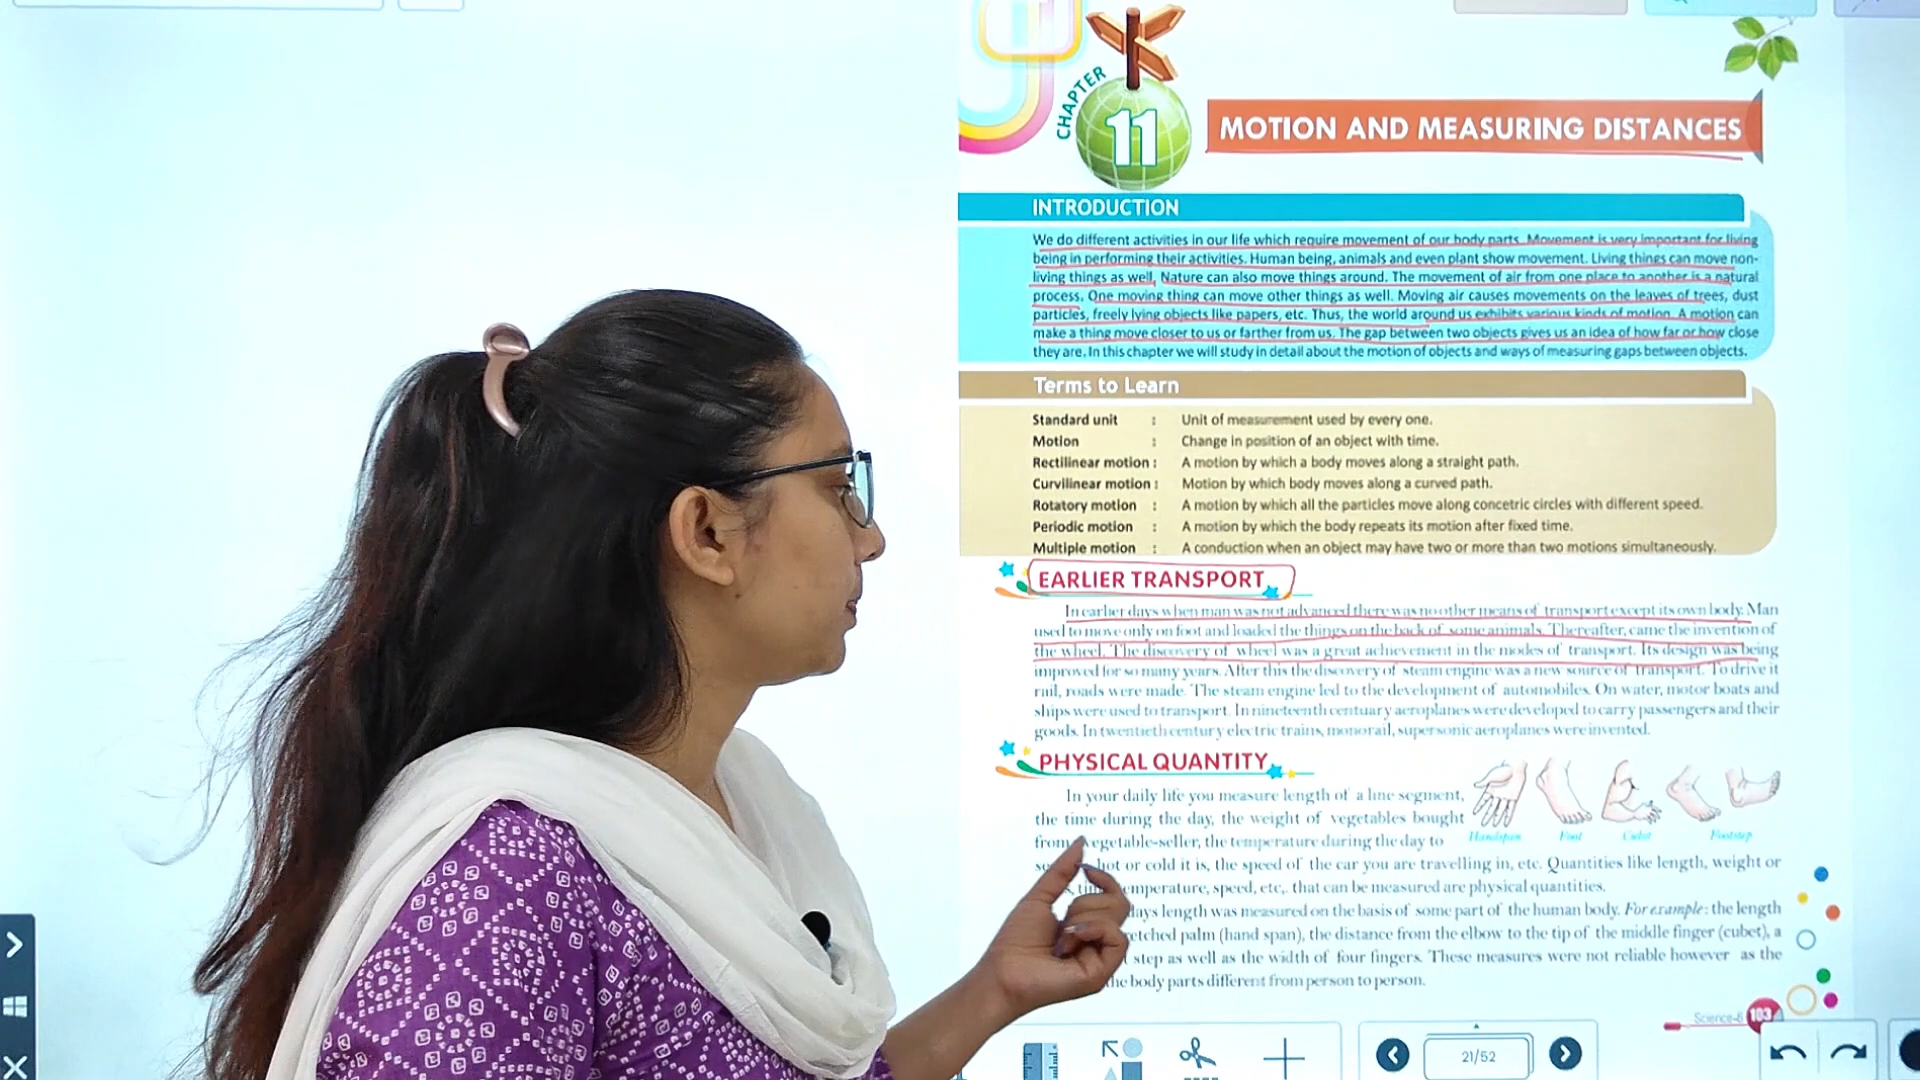 CHAPTER
11
MOTION AND MEASURING DISTANCES
INTRODUCTION
We do different activities in our life which require movement of our body parts. Movement is very important for living
being in performing their activities. Human being, animals and even plant show movement. Living things can move non-
living things as well. Nature can also move things around. The movement of air from one place to another is a natural
process. One moving thing can move other things as well. Moving air causes movements on the leaves of trees, dust
particles, freely lying objects like papers, etc. Thus, the world around us exhibits various kinds of motion. A motion can
make a thing move closer to us or farther from us. The gap between two objects gives us an idea of how far or how close
they are. In this chapter we will study in detail about the motion of objects and ways of measuring gaps between objects.
Terms to Learn
Standard unit : Unit of measurement used by every one.
Motion : Change in position of an object with time.
Rectilinear motion : A motion by which a body moves along a straight path.
Curvilinear motion : Motion by which body moves along a curved path.
Rotatory motion : A motion by which all the particles move along concetric circles with different speed.
Periodic motion : A motion by which the body repeats its motion after fixed time.
Multiple motion : A conduction when an object may have two or more than two motions simultaneously.
EARLIER TRANSPORT
In earlier days when man was not advanced there was no other means of transport except its own body. Man
used to move only on foot and loaded the things on the back of some animals. Thereafter, came the invention of
the wheel. The discovery of wheel was a great achievement in the modes of transport. Its design was being
improved for so many years. After this the discovery of steam engine was a new source of transport. To drive it
rail, roads were made. The steam engine led to the development of automobiles. On water, motor boats and
ships were used to transport. In nineteenth centuary aeroplanes were developed to carry passengers and their
goods. In twentieth century electric trains, monorail, supersonic aeroplanes were invented.
PHYSICAL QUANTITY
In your daily life you measure length of a line segment,
the time during the day, the weight of vegetables bought
from vegetable-seller, the temperature during the day to
hot or cold it is, the speed of the car you are travelling in, etc. Quantities like length, weight or
temperature, speed, etc,. that can be measured are physical quantities.
days length was measured on the basis of some part of the human body. For example: the length
palm (hand span), the distance from the elbow to the tip of the middle finger (cubet), a
step as well as the width of four fingers. These measures were not reliable however as the
the body parts different from person to person.
Handspan Foot Cubit Footstep
Science-6 103
21/52